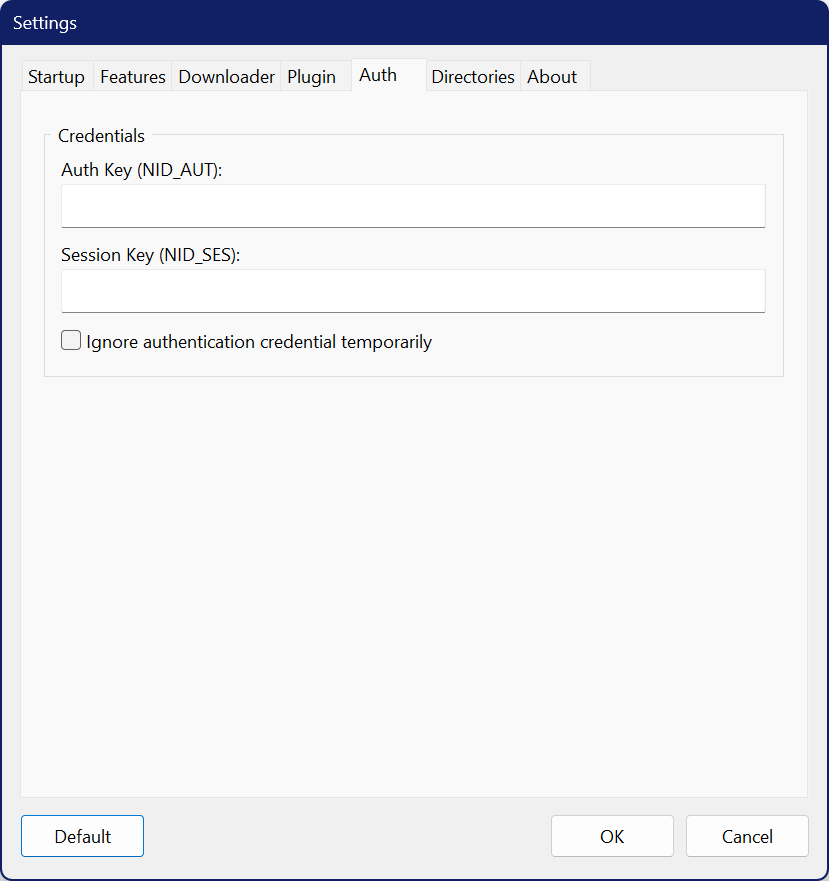 Settings
Startup Features Downloader Plugin Auth Directories About
Credentials
Auth Key (NID_AUT):
Session Key (NID_SES):
Ignore authentication credential temporarily
Default OK Cancel